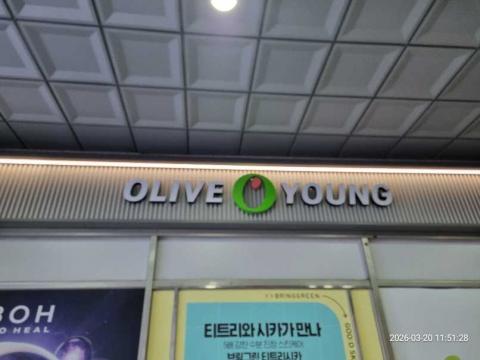 OLIVE YOUNG
BOH
O HEAL
BRINGGREEN
티트리와 시카가 만나
브링그린 티트리시카
GOOD
2026-03-20 11:51:28